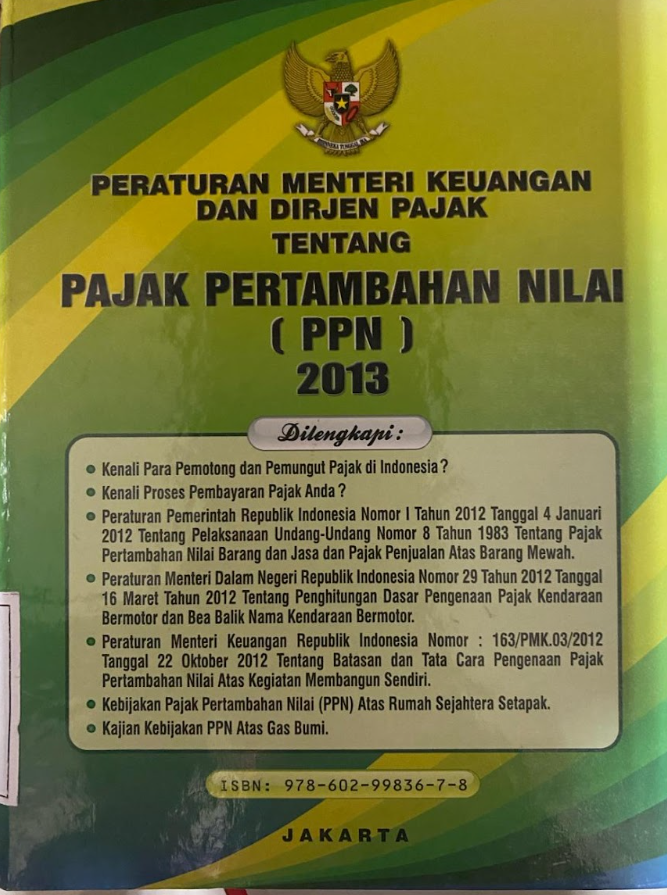 PERATURAN MENTERI KEUANGAN
DAN DIRJEN PAJAK
TENTANG
PAJAK PERTAMBAHAN NILAI
( PPN )
2013
Dilengkapi :
• Kenali Para Pemotong dan Pemungut Pajak di Indonesia ?
• Kenali Proses Pembayaran Pajak Anda ?
• Peraturan Pemerintah Republik Indonesia Nomor I Tahun 2012 Tanggal 4 Januari
2012 Tentang Pelaksanaan Undang-Undang Nomor 8 Tahun 1983 Tentang Pajak
Pertambahan Nilai Barang dan Jasa dan Pajak Penjualan Atas Barang Mewah.
• Peraturan Menteri Dalam Negeri Republik Indonesia Nomor 29 Tahun 2012 Tanggal
16 Maret Tahun 2012 Tentang Penghitungan Dasar Pengenaan Pajak Kendaraan
Bermotor dan Bea Balik Nama Kendaraan Bermotor.
• Peraturan Menteri Keuangan Republik Indonesia Nomor : 163/PMK.03/2012
Tanggal 22 Oktober 2012 Tentang Batasan dan Tata Cara Pengenaan Pajak
Pertambahan Nilai Atas Kegiatan Membangun Sendiri.
• Kebijakan Pajak Pertambahan Nilai (PPN) Atas Rumah Sejahtera Setapak.
• Kajian Kebijakan PPN Atas Gas Bumi.
ISBN: 978-602-99836-7-8
JAKARTA